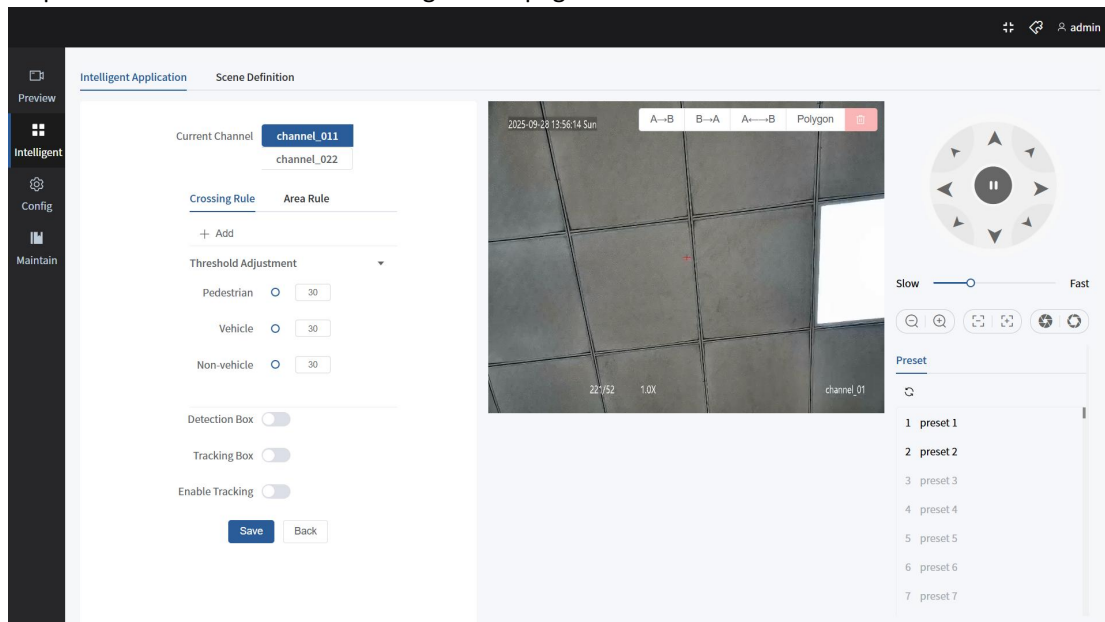 admin
Preview
Intelligent
Config
Maintain
Intelligent Application Scene Definition
Current Channel channel_011
channel_022
Crossing Rule Area Rule
+ Add
Threshold Adjustment
Pedestrian 30
Vehicle 30
Non-vehicle 30
Detection Box
Tracking Box
Enable Tracking
Save Back
2025-09-28 13:56:14 Sun
A→B B→A A←→B Polygon
221/52 1.0X channel_01
Slow Fast
Preset
1 preset 1
2 preset 2
3 preset 3
4 preset 4
5 preset 5
6 preset 6
7 preset 7